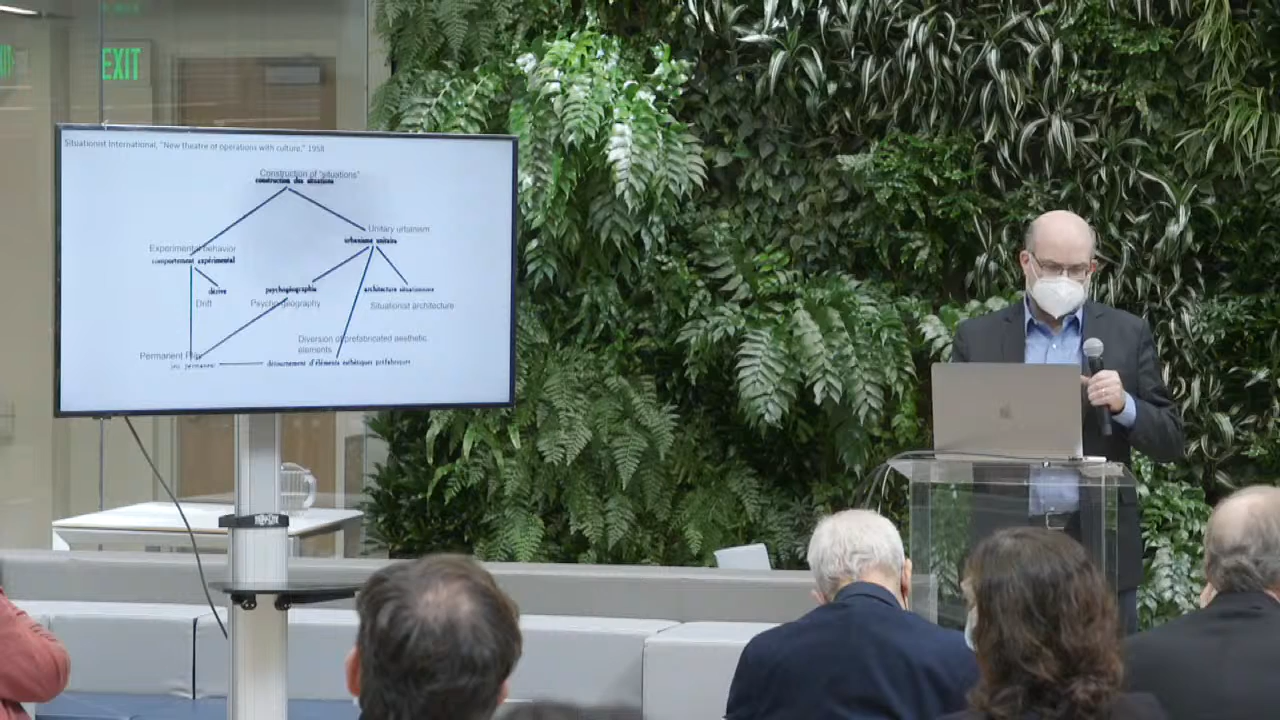 EXIT
Situationist International, "New theatre of operations with culture," 1958
Construction of "situations"
construction des situations
Unitary urbanism
urbanisme unitaire
Experimental behavior
comportement expérimental
psychogéographie
architecture situationniste
dérive
Drift
Psychogeography
Situationist architecture
Diversion of prefabricated aesthetic
elements
Permanent Play
jeu permanent
détournement d'éléments esthétiques préfabriqués
TRIPP-LITE